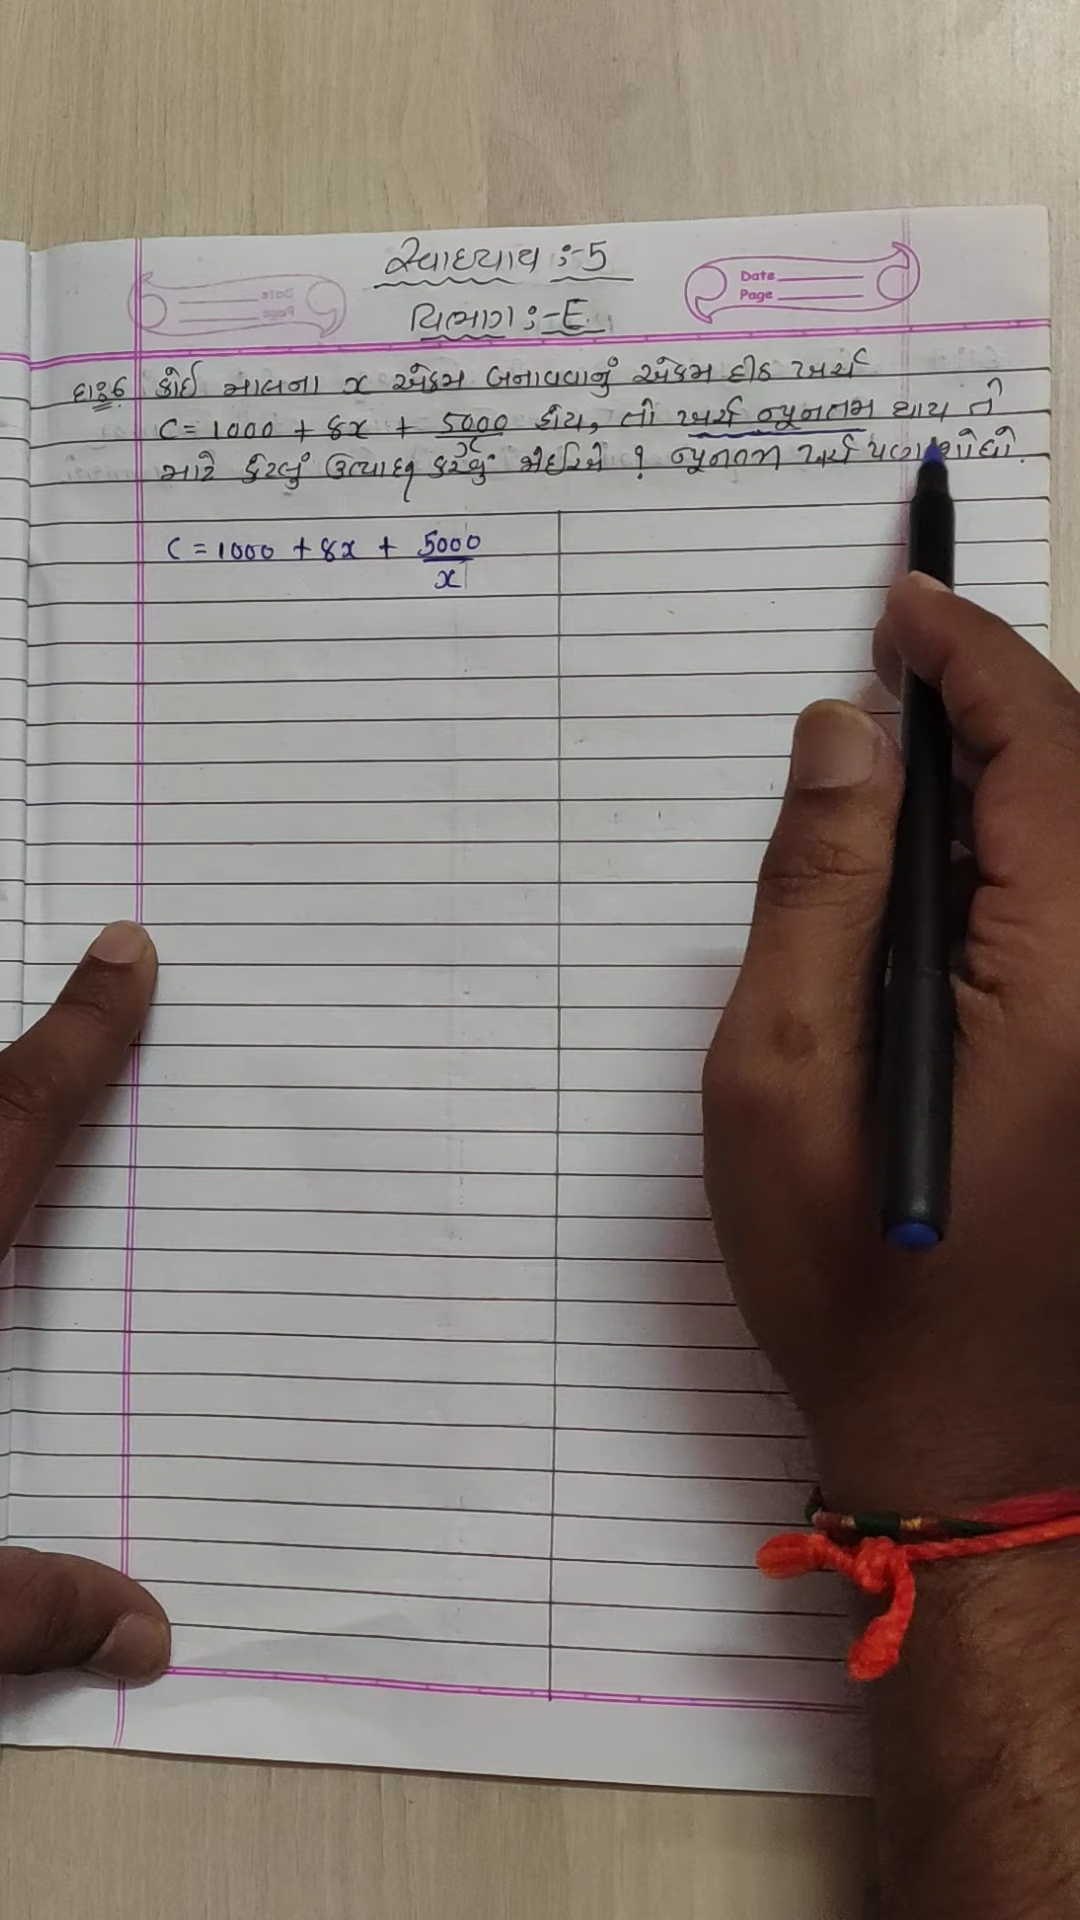 સ્વાધ્યાય :-5
વિભાગ :-E
Date
Page
દાઃ6 કોઈ માલના x એકમ બનાવવાનું એકમ દીઠ ખર્ચ
C = 1000 + 8x + 5000/x હોય, તો ખર્ચ ન્યૂનતમ થાય તે
માટે કેટલું ઉત્પાદન કરવું જોઈએ ? ન્યૂનતમ ખર્ચ પણ શોધો.
C = 1000 + 8x + 5000/x